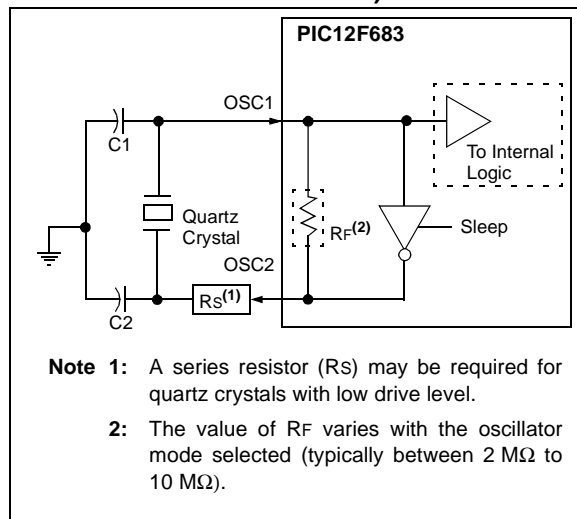 PIC12F683
OSC1
C1
To Internal
Logic
Quartz
Crystal
RF(2)
Sleep
OSC2
RS(1)
C2
Note 1: A series resistor (RS) may be required for
quartz crystals with low drive level.
2: The value of RF varies with the oscillator
mode selected (typically between 2 MΩ to
10 MΩ).